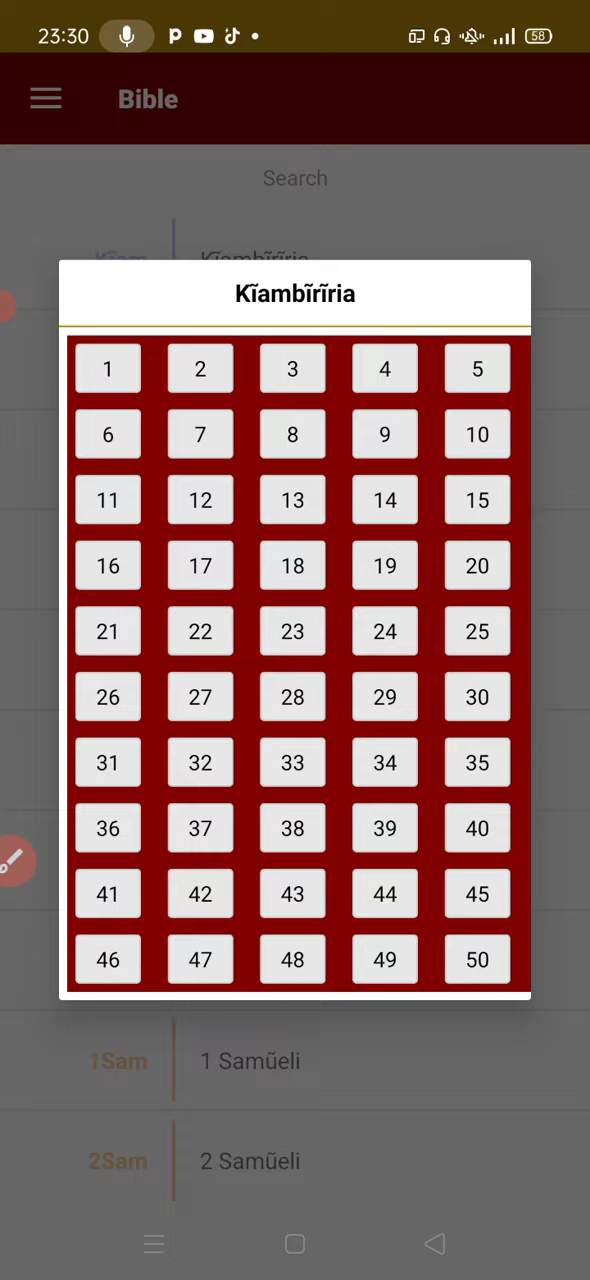 23:30 58
Bible
Search
Kĩam Kĩambĩrĩria
Kĩambĩrĩria
1 2 3 4 5
6 7 8 9 10
11 12 13 14 15
16 17 18 19 20
21 22 23 24 25
26 27 28 29 30
31 32 33 34 35
36 37 38 39 40
41 42 43 44 45
46 47 48 49 50
1Sam 1 Samũeli
2Sam 2 Samũeli